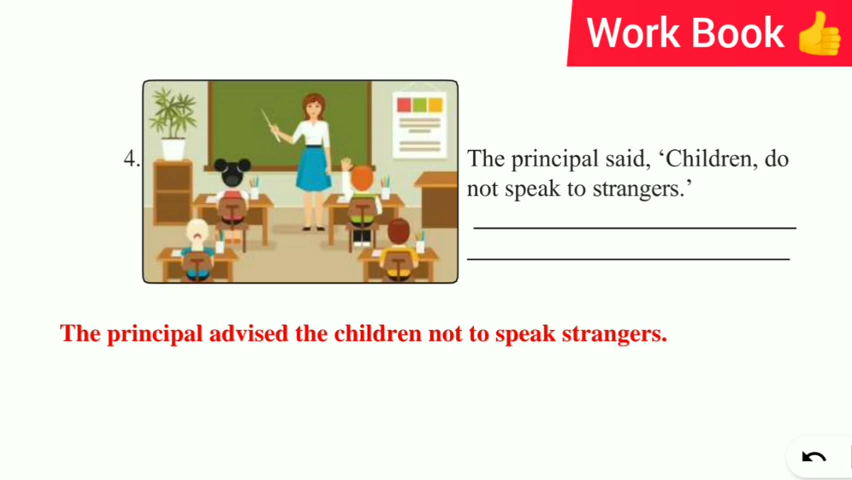 Work Book 👍
4.
The principal said, ‘Children, do
not speak to strangers.’
The principal advised the children not to speak strangers.